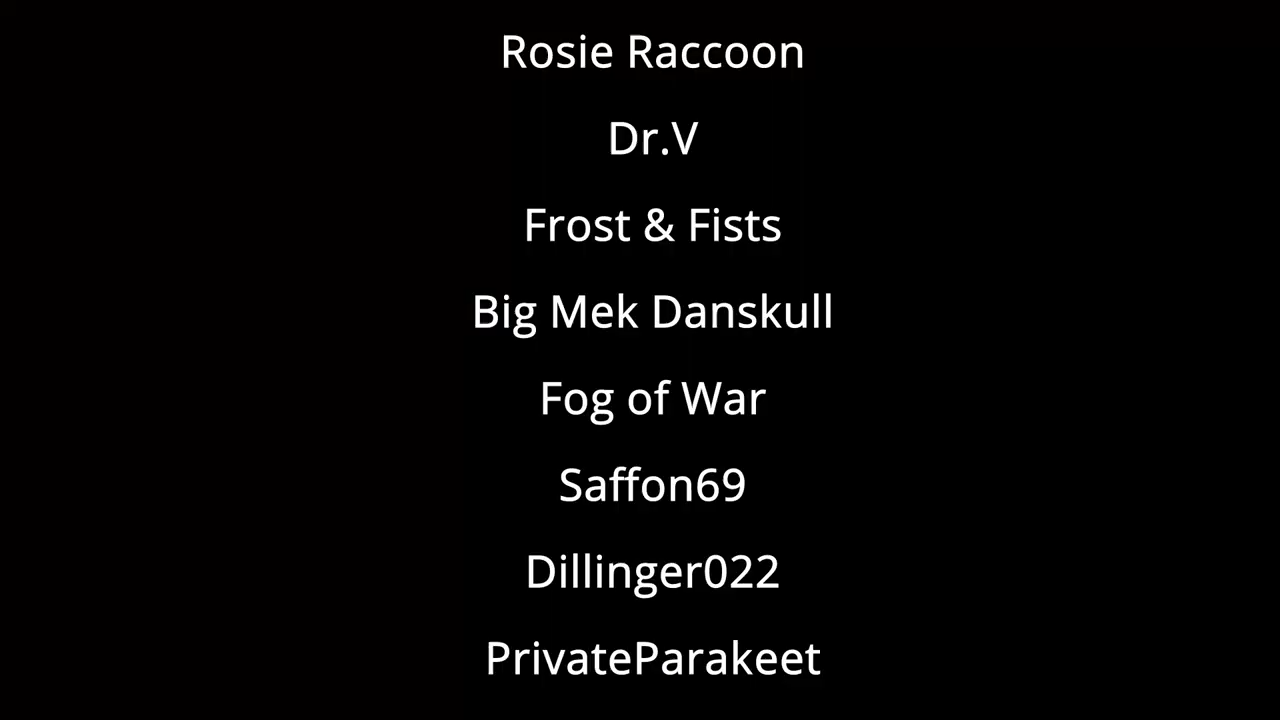 Rosie Raccoon
Dr.V
Frost & Fists
Big Mek Danskull
Fog of War
Saffon69
Dillinger022
PrivateParakeet